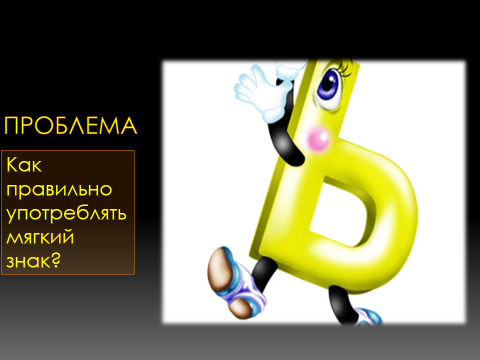 ПРОБЛЕМА
Как
правильно
употреблять
мягкий
знак?
Ь